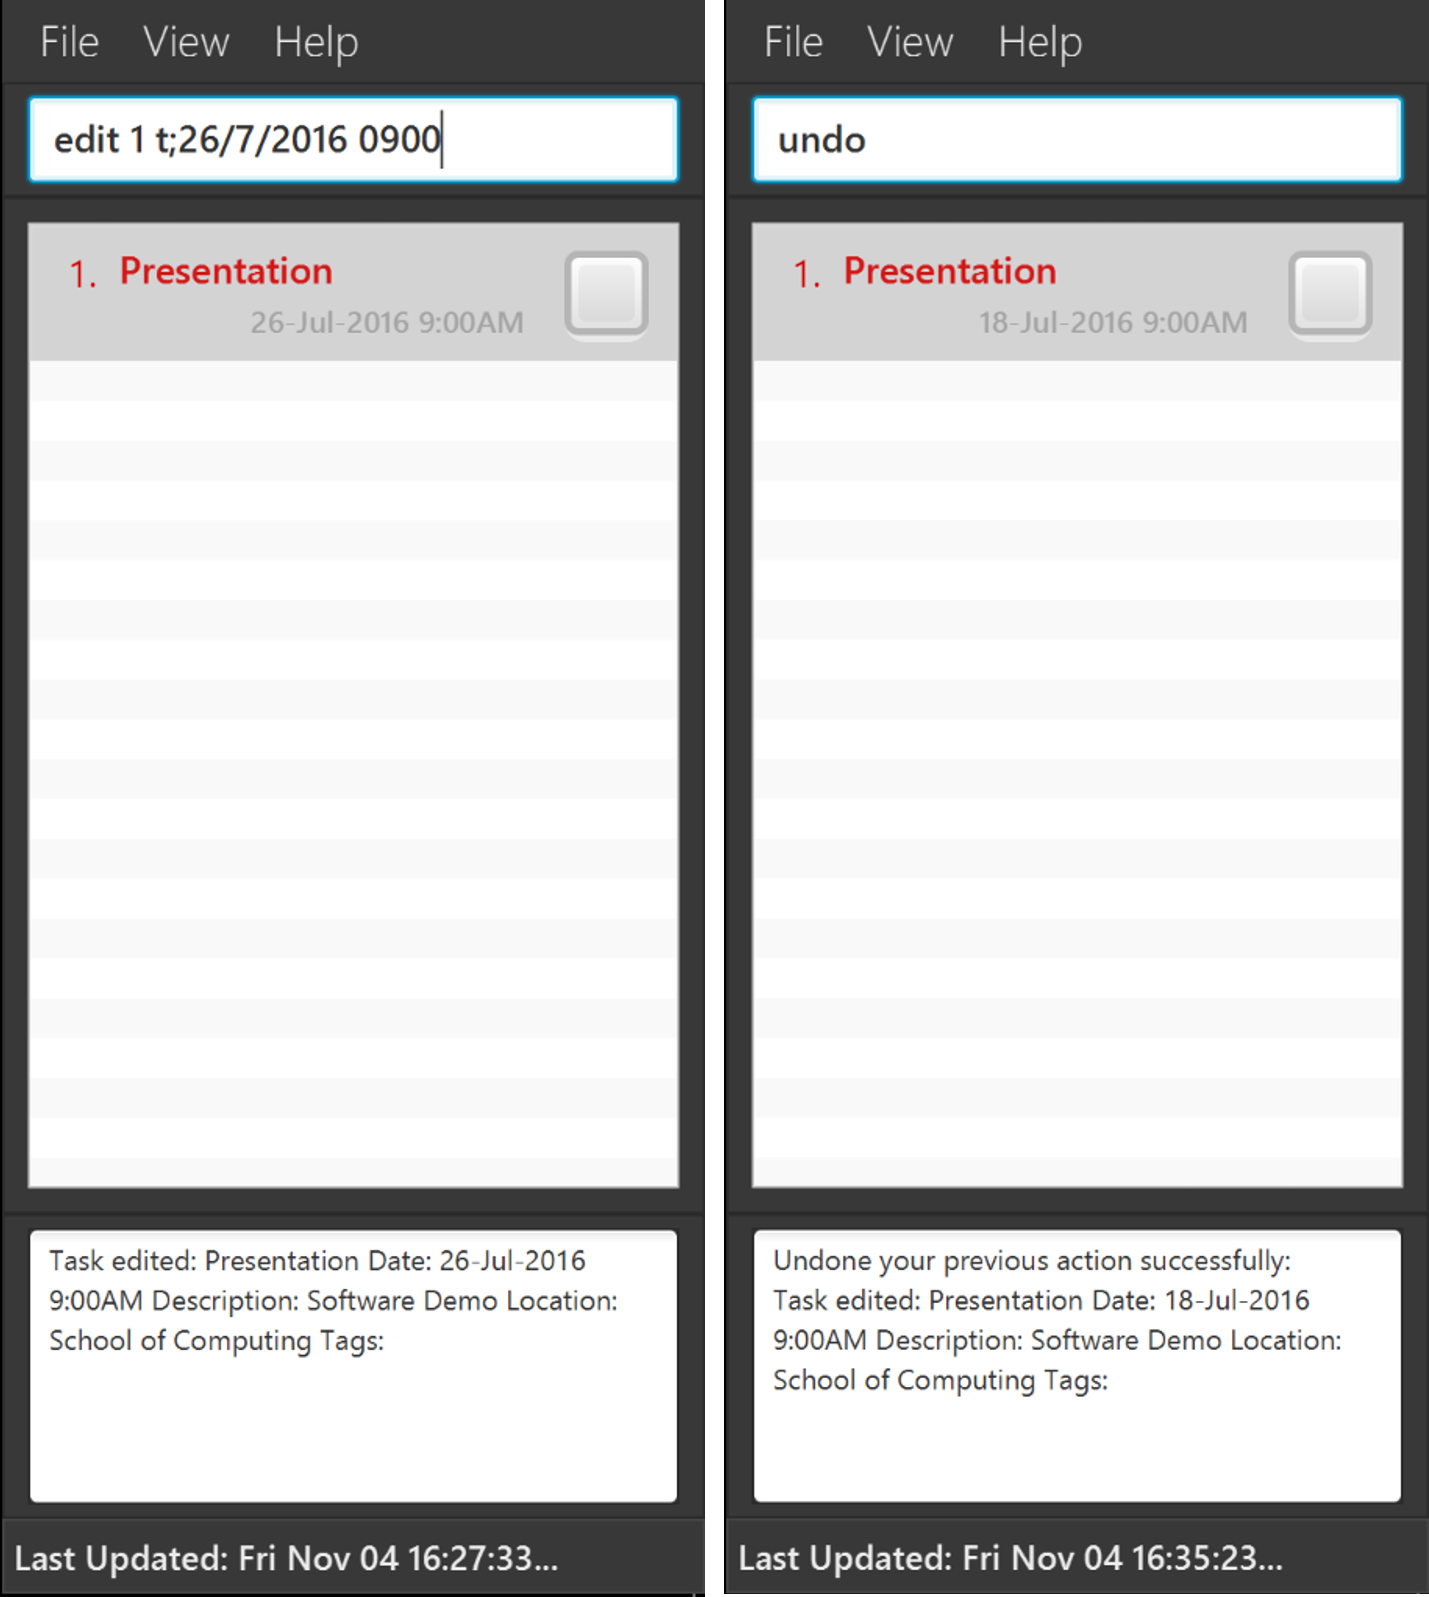 File View Help
edit 1 t;26/7/2016 0900
1. Presentation
26-Jul-2016 9:00AM
Task edited: Presentation Date: 26-Jul-2016
9:00AM Description: Software Demo Location:
School of Computing Tags:
Last Updated: Fri Nov 04 16:27:33...
File View Help
undo
1. Presentation
18-Jul-2016 9:00AM
Undone your previous action successfully:
Task edited: Presentation Date: 18-Jul-2016
9:00AM Description: Software Demo Location:
School of Computing Tags:
Last Updated: Fri Nov 04 16:35:23...